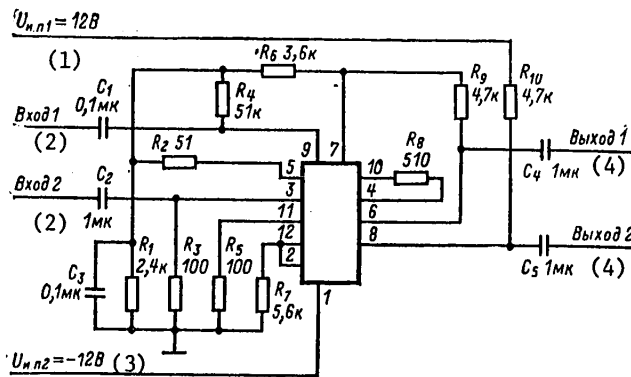 Uи.п1=12В
(1)
R6 3,6к
C1
0,1мк
R4
51к
R9
4,7к
R10
4,7к
Вход 1
(2)
R2 51
9
7
R8
510
Выход 1
(4)
C4 1мк
5
10
Вход 2
(2)
C2
1мк
3
4
11
6
12
8
2
Выход 2
(4)
C5 1мк
C3
0,1мк
R1
2,4к
R3
100
R5
100
R7
5,6к
1
Uи.п2=-12В (3)